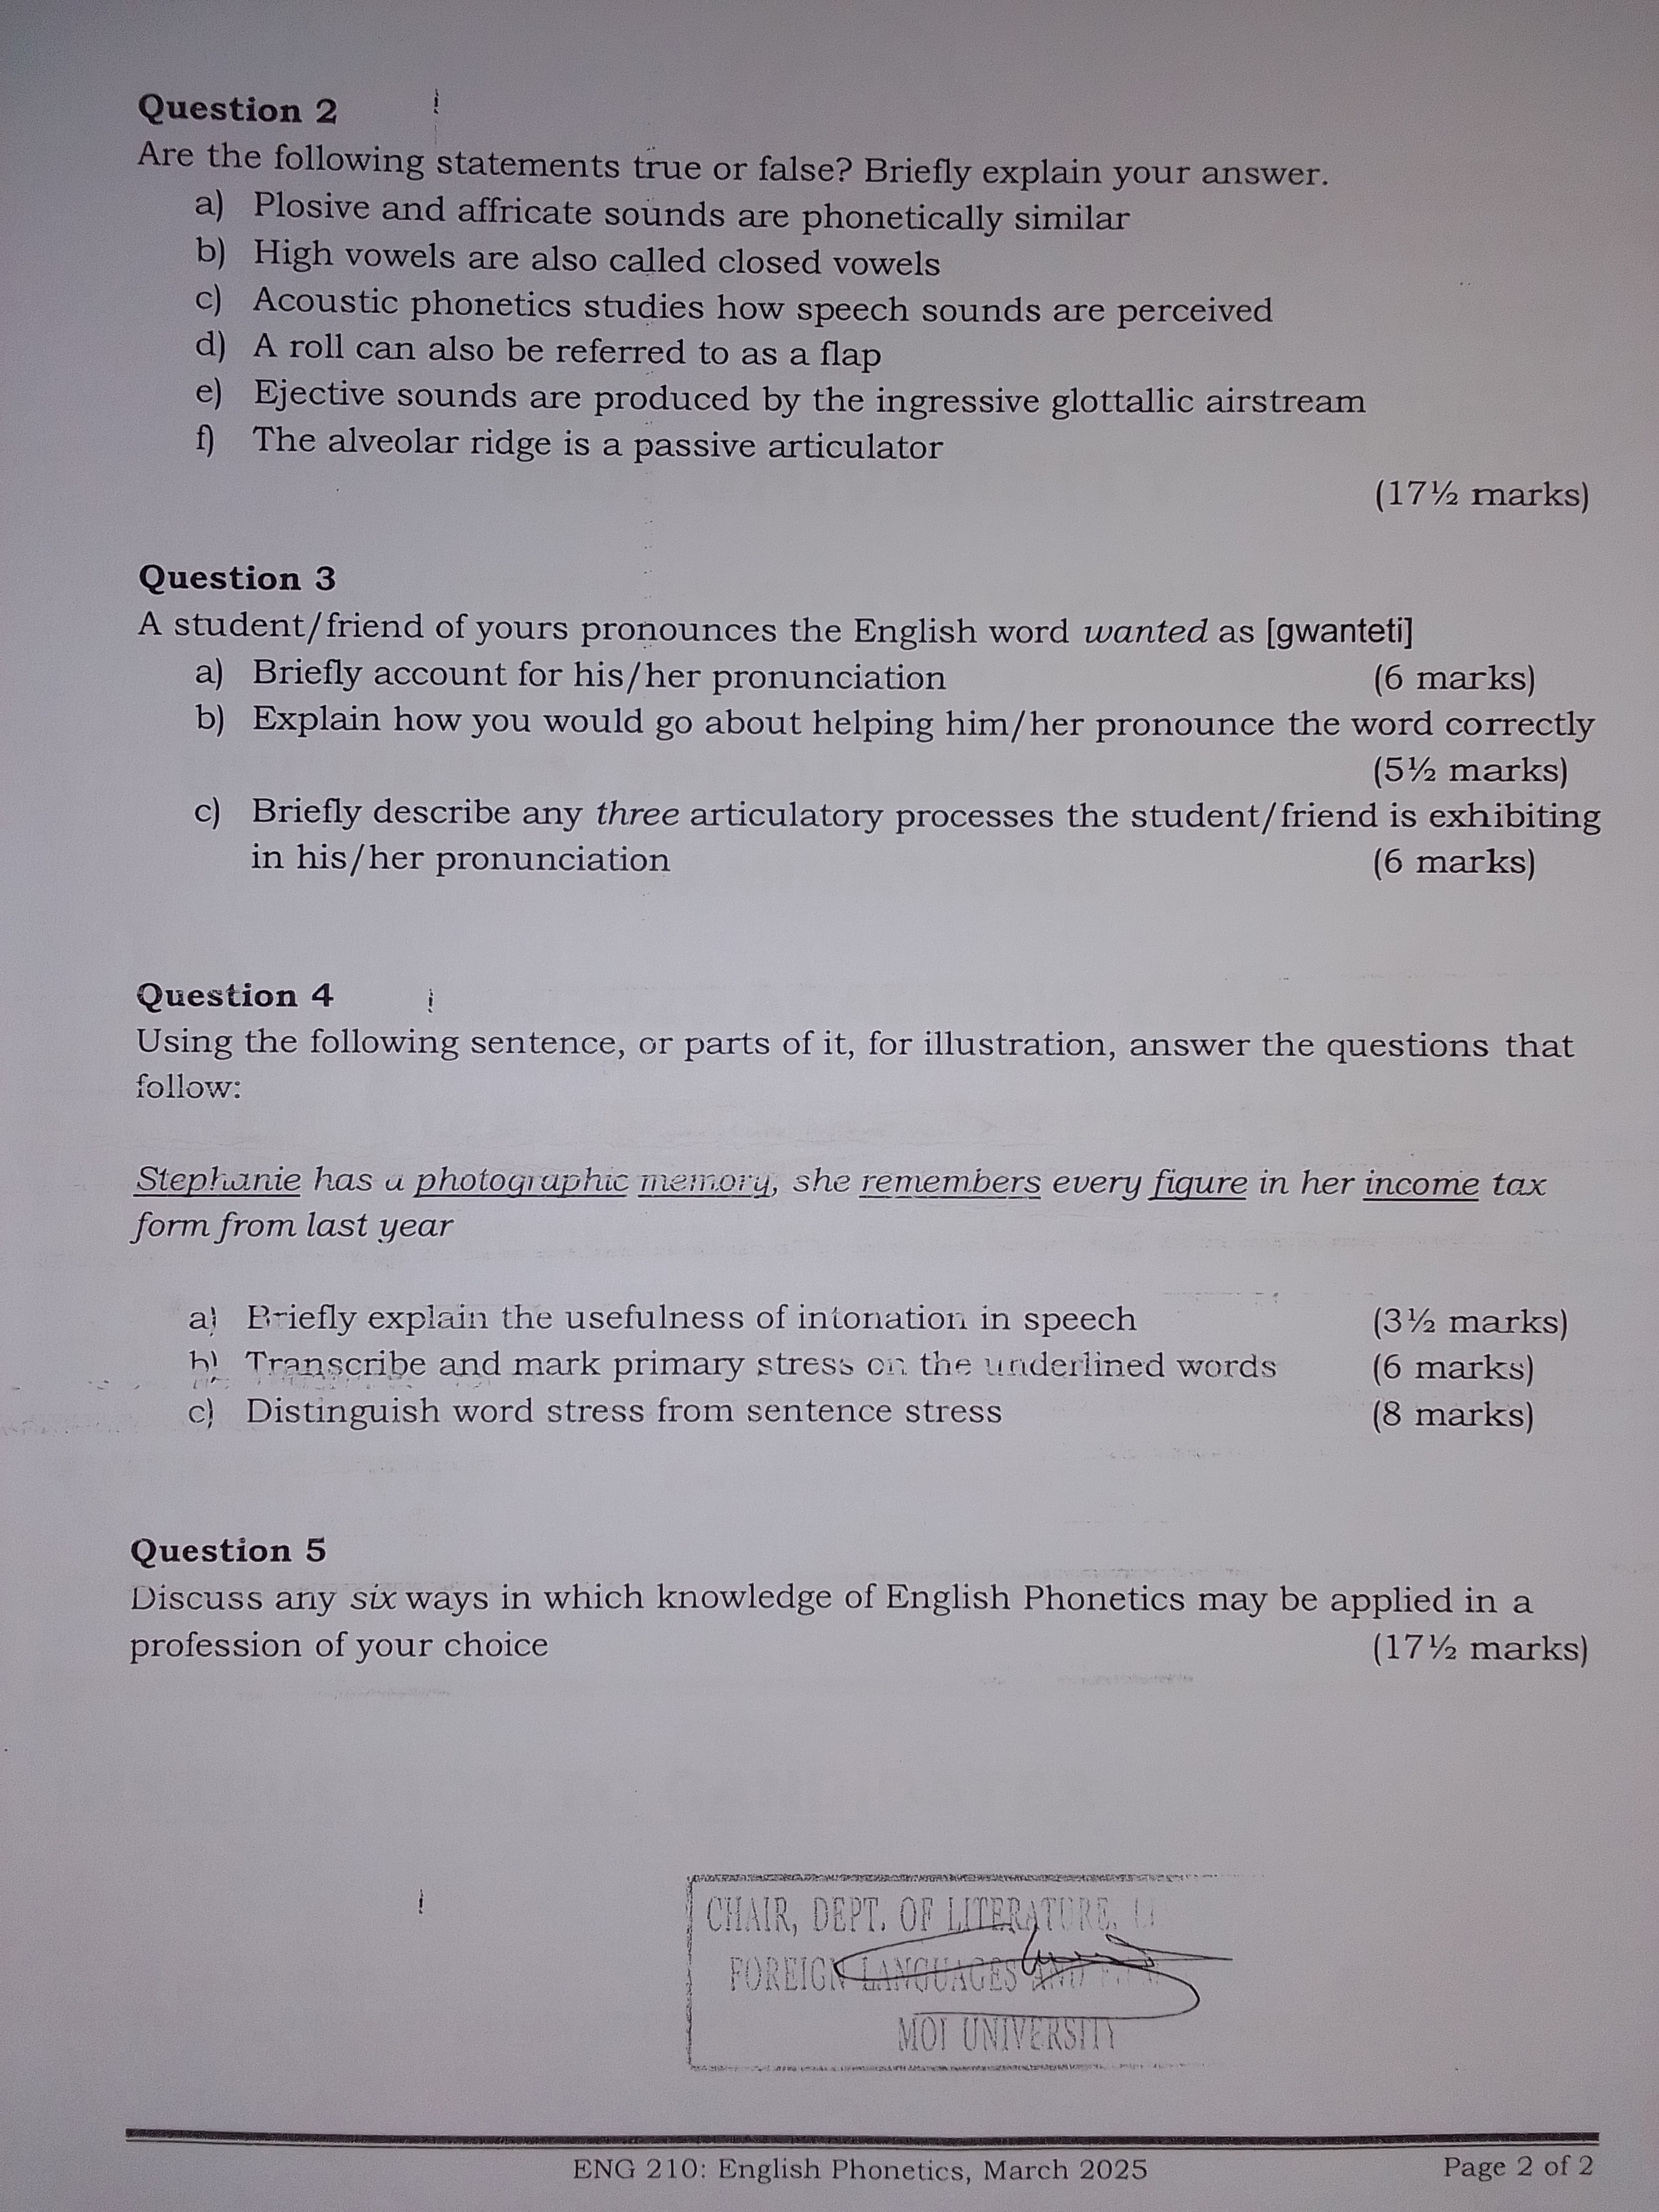 Question 2
Are the following statements true or false? Briefly explain your answer.
a) Plosive and affricate sounds are phonetically similar
b) High vowels are also called closed vowels
c) Acoustic phonetics studies how speech sounds are perceived
d) A roll can also be referred to as a flap
e) Ejective sounds are produced by the ingressive glottallic airstream
f) The alveolar ridge is a passive articulator
(17½ marks)
Question 3
A student/friend of yours pronounces the English word wanted as [gwanteti]
a) Briefly account for his/her pronunciation (6 marks)
b) Explain how you would go about helping him/her pronounce the word correctly
(5½ marks)
c) Briefly describe any three articulatory processes the student/friend is exhibiting
in his/her pronunciation (6 marks)
Question 4
Using the following sentence, or parts of it, for illustration, answer the questions that
follow:
Stephanie has a photographic memory, she remembers every figure in her income tax
form from last year
a) Briefly explain the usefulness of intonation in speech (3½ marks)
b) Transcribe and mark primary stress on the underlined words (6 marks)
c) Distinguish word stress from sentence stress (8 marks)
Question 5
Discuss any six ways in which knowledge of English Phonetics may be applied in a
profession of your choice (17½ marks)
CHAIR, DEPT. OF LITERATURE,
FOREIGN LANGUAGES AND
MOI UNIVERSITY
ENG 210: English Phonetics, March 2025 Page 2 of 2